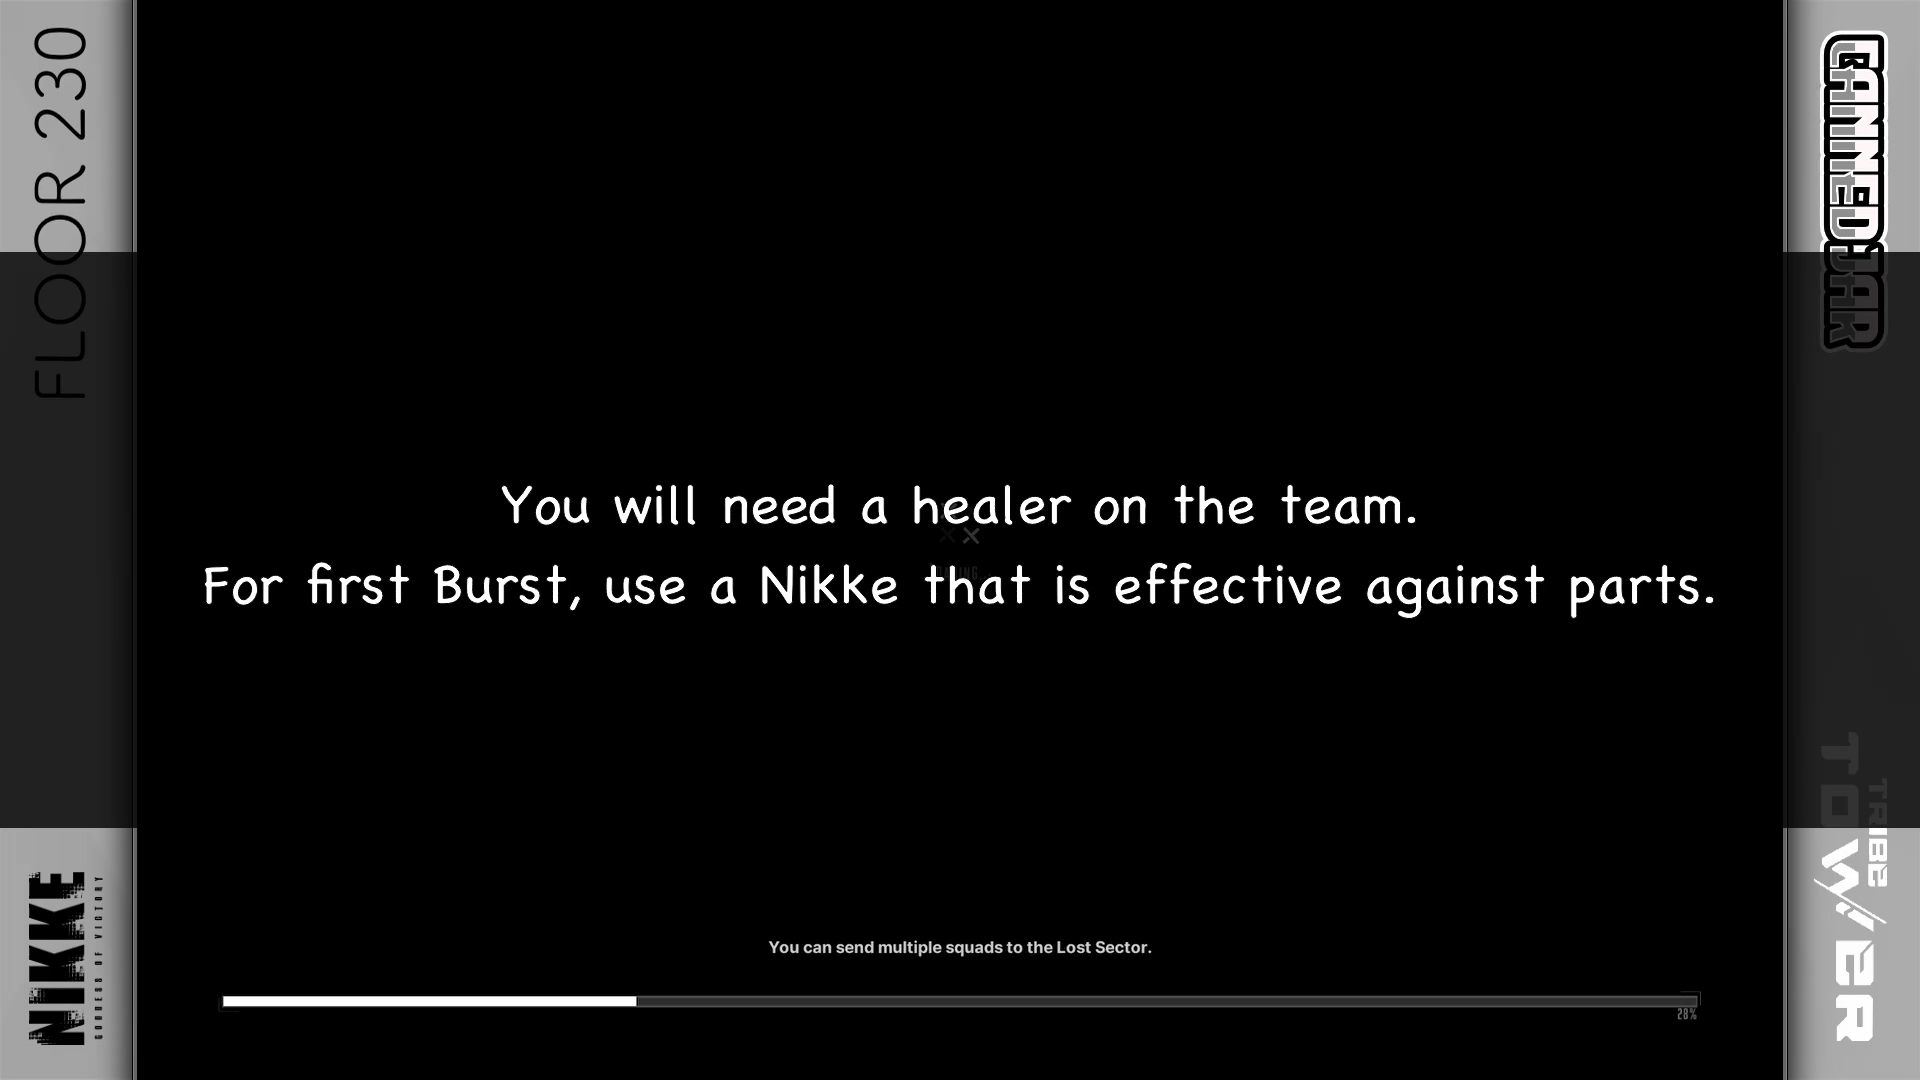 FLOOR 230
CANNEDJAR
You will need a healer on the team.
For first Burst, use a Nikke that is effective against parts.
You can send multiple squads to the Lost Sector.
28%
NIKKE
GODDESS OF VICTORY
TRIBE
TOWER